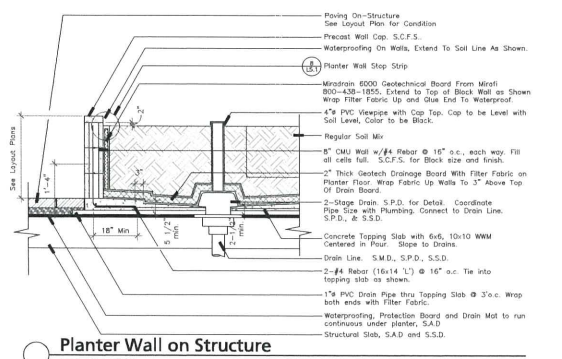 Paving On-Structure
See Layout Plan for Condition
Precast Wall Cap. S.C.F.S..
Waterproofing On Walls, Extend To Soil Line As Shown.
8
L5.1
Planter Wall Stop Strip
Miradrain 6000 Geotechnical Board From Mirafi
800-438-1855. Extend to Top of Block Wall as Shown
Wrap Filter Fabric Up and Glue End To Waterproof.
4"ø PVC Viewpipe with Cap Top. Cap to be Level with
Soil Level, Color to be Black.
Regular Soil Mix
8" CMU Wall w/#4 Rebar @ 16" o.c., each way. Fill
all cells full. S.C.F.S. for Block size and finish.
2" Thick Geotech Drainage Board With Filter Fabric on
Planter Floor. Wrap Fabric Up Walls To 3" Above Top
Of Drain Board.
2-Stage Drain. S.P.D. for Detail. Coordinate
Pipe Size with Plumbing. Connect to Drain Line.
S.P.D., & S.S.D.
Concrete Topping Slab with 6x6, 10x10 WWM
Centered in Pour. Slope to Drains.
Drain Line. S.M.D., S.P.D., S.S.D.
2-#4 Rebar (16x14 'L') @ 16" o.c. Tie into
topping slab as shown.
1"ø PVC Drain Pipe thru Topping Slab @ 3'o.c. Wrap
both ends with Filter Fabric.
Waterproofing, Protection Board and Drain Mat to run
continuous under planter, S.A.D
Structural Slab, S.A.D and S.S.D.
See Layout Plans
1'-4"
2"
3"
18" Min
5 1/2"
min.
2-1/2"
min.
Planter Wall on Structure